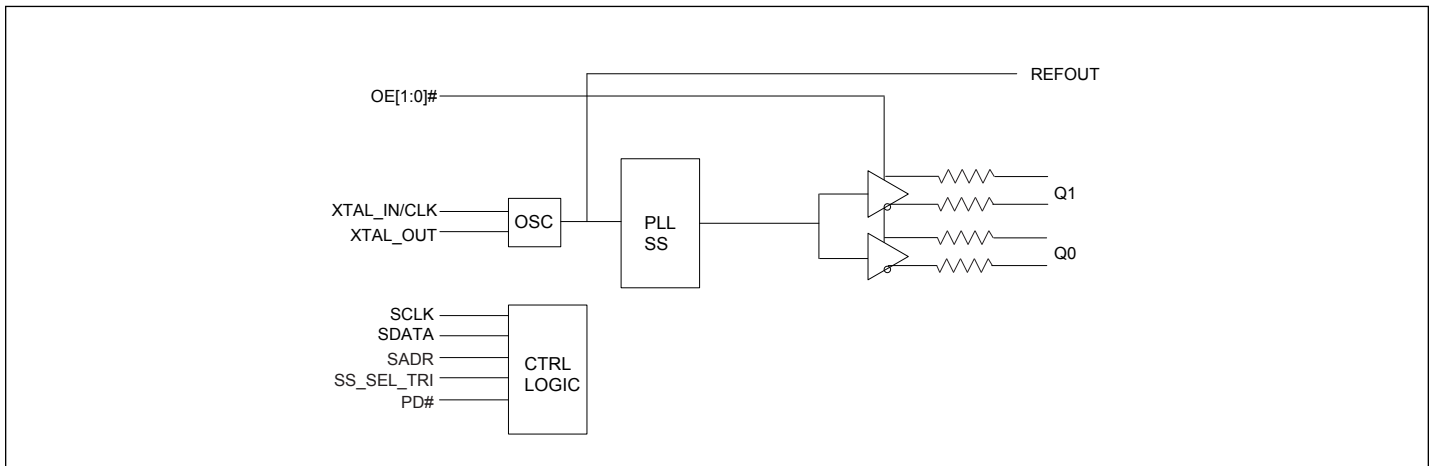 REFOUT
OE[1:0]#
Q1
XTAL_IN/CLK
OSC
PLL
SS
XTAL_OUT
Q0
SCLK
SDATA
SADR
CTRL
LOGIC
SS_SEL_TRI
PD#